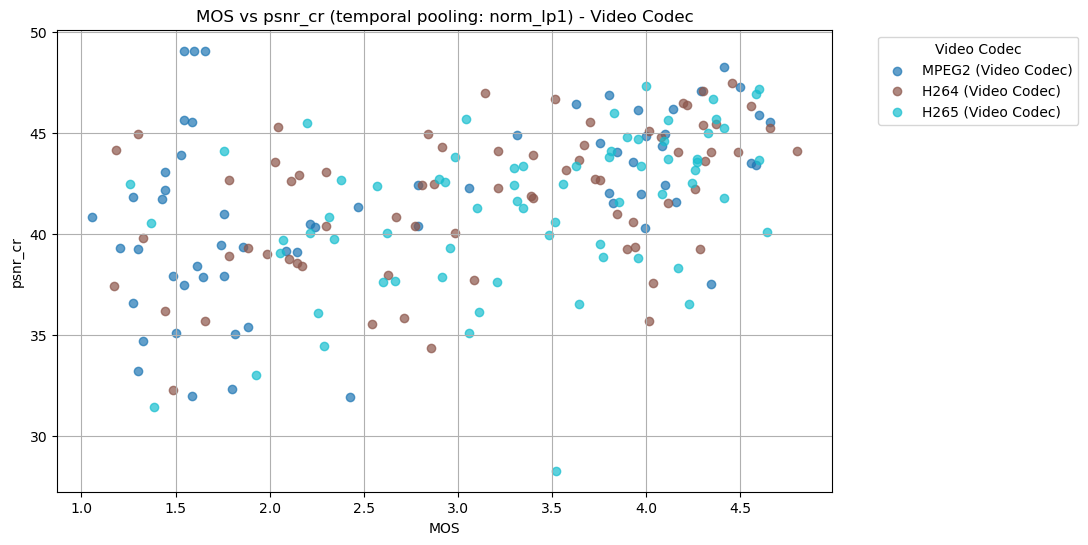 MOS vs psnr_cr (temporal pooling: norm_lp1) - Video Codec
50
45
40
35
30
psnr_cr
1.0 1.5 2.0 2.5 3.0 3.5 4.0 4.5
MOS
Video Codec
MPEG2 (Video Codec)
H264 (Video Codec)
H265 (Video Codec)